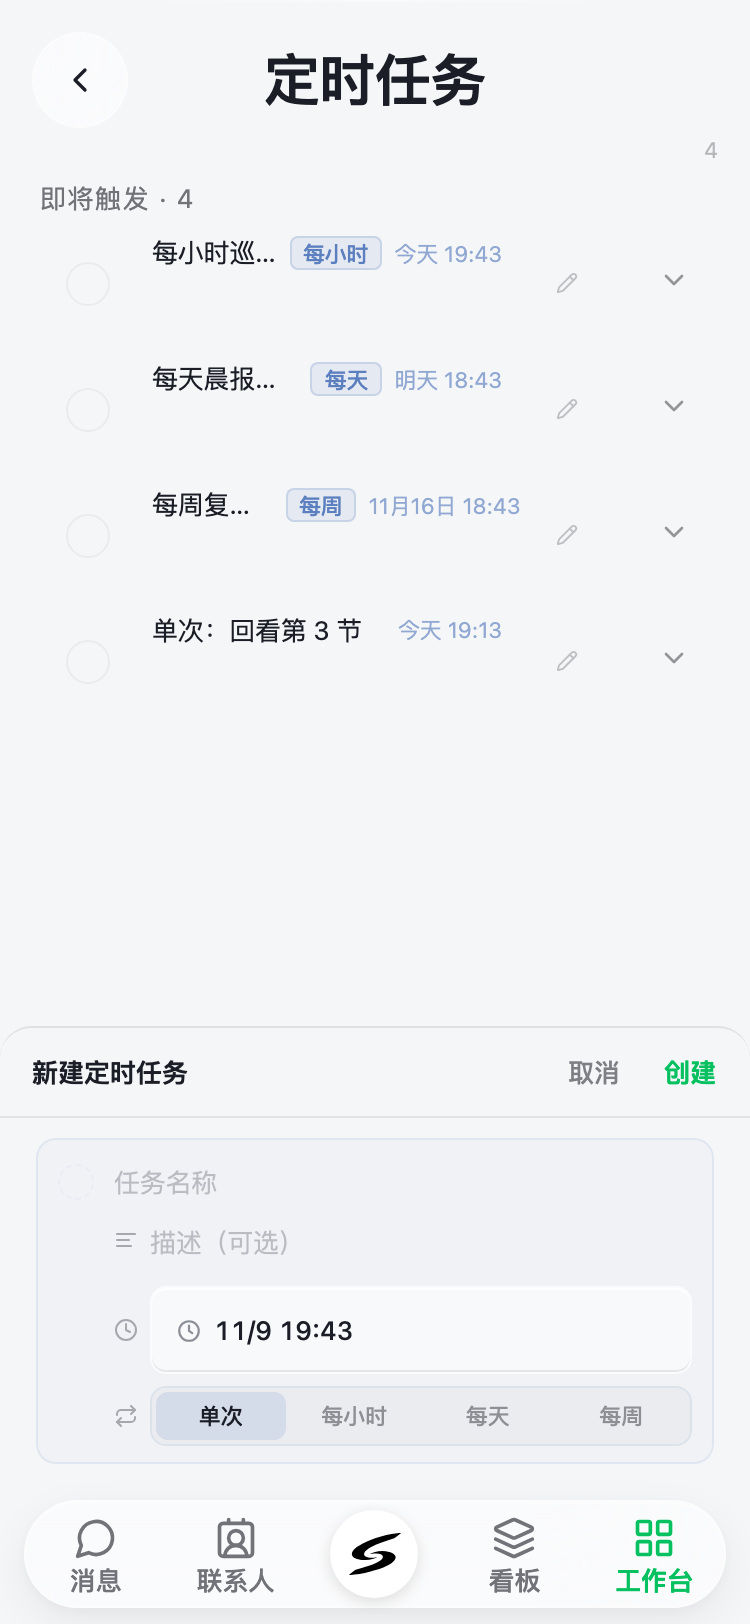 定时任务
4
即将触发 · 4
每小时巡... 每小时 今天 19:43
每天晨报... 每天 明天 18:43
每周复... 每周 11月16日 18:43
单次：回看第 3 节 今天 19:13
新建定时任务 取消 创建
任务名称
描述（可选）
11/9 19:43
单次 每小时 每天 每周
消息 联系人 看板 工作台